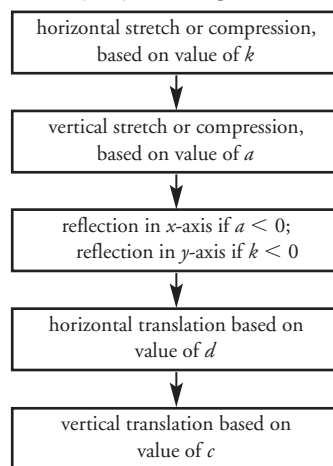 horizontal stretch or compression,
based on value of k
vertical stretch or compression,
based on value of a
reflection in x-axis if a < 0;
reflection in y-axis if k < 0
horizontal translation based on
value of d
vertical translation based on
value of c